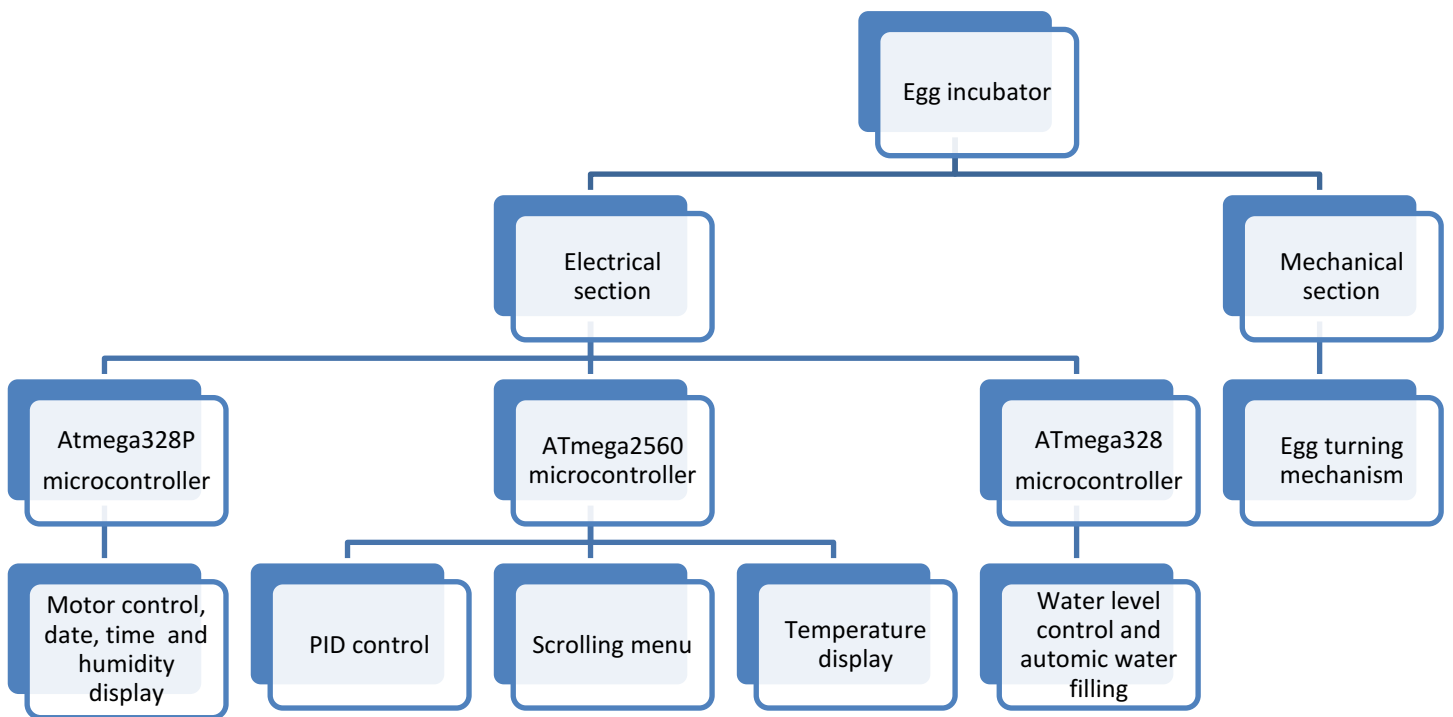 Egg incubator
Electrical
section
Mechanical
section
Atmega328P
microcontroller
ATmega2560
microcontroller
ATmega328
microcontroller
Egg turning
mechanism
Motor control,
date, time and
humidity
display
PID control
Scrolling menu
Temperature
display
Water level
control and
automic water
filling